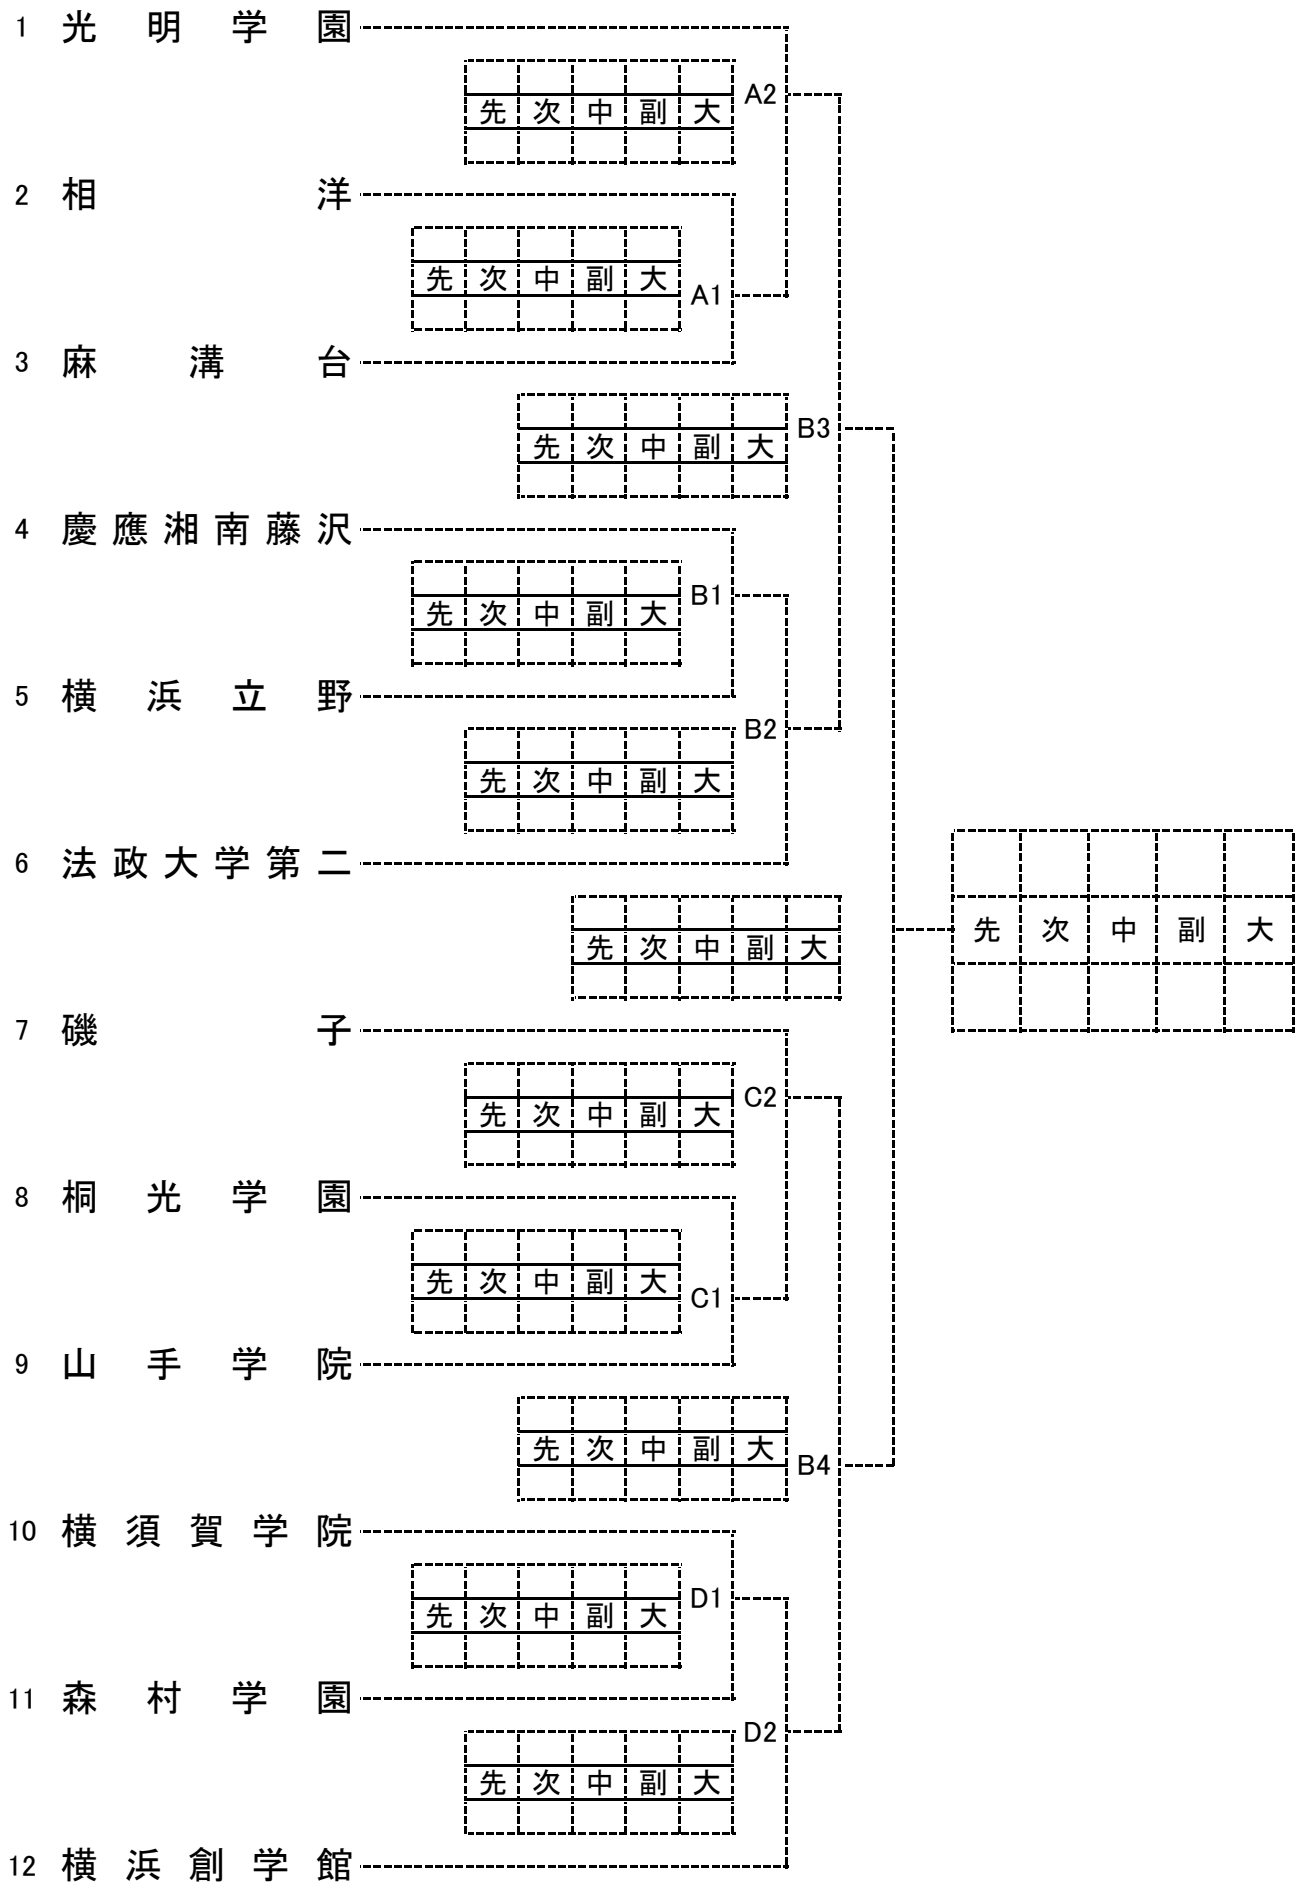 1 光明学園
A2
先 次 中 副 大
2 相洋
先 次 中 副 大
A1
3 麻溝台
B3
先 次 中 副 大
4 慶應湘南藤沢
B1
先 次 中 副 大
5 横浜立野
B2
先 次 中 副 大
6 法政大学第二
先 次 中 副 大
先 次 中 副 大
7 磯子
C2
先 次 中 副 大
8 桐光学園
先 次 中 副 大
C1
9 山手学院
先 次 中 副 大
B4
10 横須賀学院
D1
先 次 中 副 大
11 森村学園
D2
先 次 中 副 大
12 横浜創学館